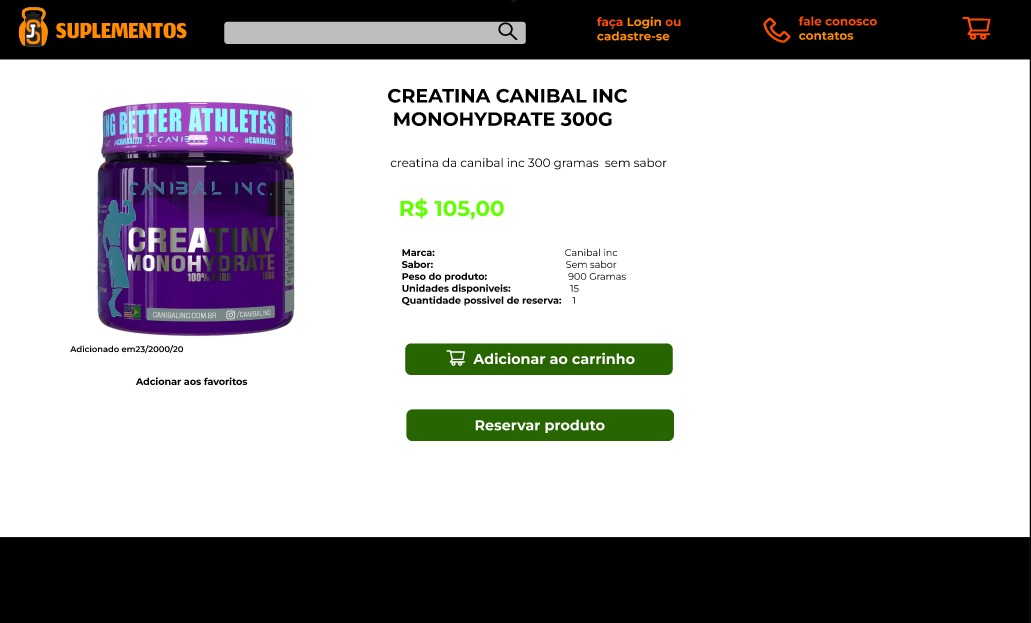 JS SUPLEMENTOS
faça Login ou
cadastre-se
fale conosco
contatos
NG BETTER ATHLETES B
#CANIBALIZE CANIBAL INC. #CANIBALIZE
CANIBAL INC.
CREATINY
MONOHYDRATE
100% PURE 150G
CANIBALINC.COM.BR /CANIBALINC
Adicionado em23/2000/20
Adcionar aos favoritos
CREATINA CANIBAL INC
MONOHYDRATE 300G
creatina da canibal inc 300 gramas  sem sabor
R$ 105,00
Marca: Canibal inc
Sabor: Sem sabor
Peso do produto: 900 Gramas
Unidades disponiveis: 15
Quantidade possivel de reserva: 1
Adicionar ao carrinho
Reservar produto